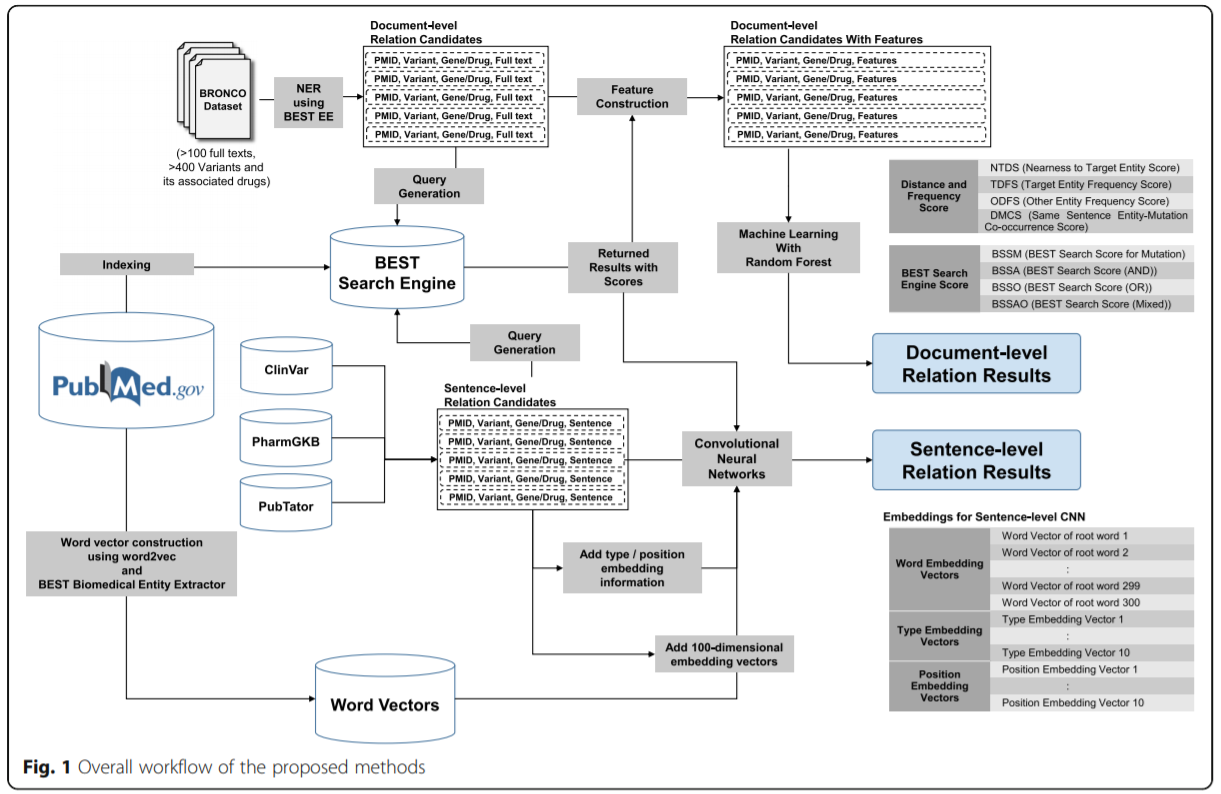 Document-level
Relation Candidates
PMID, Variant, Gene/Drug, Full text
PMID, Variant, Gene/Drug, Full text
PMID, Variant, Gene/Drug, Full text
PMID, Variant, Gene/Drug, Full text
PMID, Variant, Gene/Drug, Full text
Document-level
Relation Candidates With Features
PMID, Variant, Gene/Drug, Features
PMID, Variant, Gene/Drug, Features
PMID, Variant, Gene/Drug, Features
PMID, Variant, Gene/Drug, Features
PMID, Variant, Gene/Drug, Features
BRONCO
Dataset
(>100 full texts,
>400 Variants and
its associated drugs)
NER
using
BEST EE
Feature
Construction
Query
Generation
Distance and
Frequency
Score
NTDS (Nearness to Target Entity Score)
TDFS (Target Entity Frequency Score)
ODFS (Other Entity Frequency Score)
DMCS (Same Sentence Entity-Mutation
Co-occurrence Score)
BEST Search
Engine Score
BSSM (BEST Search Score for Mutation)
BSSA (BEST Search Score (AND))
BSSO (BEST Search Score (OR))
BSSAO (BEST Search Score (Mixed))
Indexing
BEST
Search Engine
Returned
Results with
Scores
Machine Learning
With
Random Forest
Query
Generation
PubMed.gov
ClinVar
PharmGKB
PubTator
Sentence-level
Relation Candidates
PMID, Variant, Gene/Drug, Sentence
PMID, Variant, Gene/Drug, Sentence
PMID, Variant, Gene/Drug, Sentence
PMID, Variant, Gene/Drug, Sentence
PMID, Variant, Gene/Drug, Sentence
Convolutional
Neural
Networks
Document-level
Relation Results
Sentence-level
Relation Results
Word vector construction
using word2vec
and
BEST Biomedical Entity Extractor
Add type / position
embedding
information
Add 100-dimensional
embedding vectors
Word Vectors
Embeddings for Sentence-level CNN
Word Embedding
Vectors
Word Vector of root word 1
Word Vector of root word 2
:
Word Vector of root word 299
Word Vector of root word 300
Type Embedding
Vectors
Type Embedding Vector 1
:
Type Embedding Vector 10
Position
Embedding
Vectors
Position Embedding Vector 1
:
Position Embedding Vector 10
Fig. 1 Overall workflow of the proposed methods